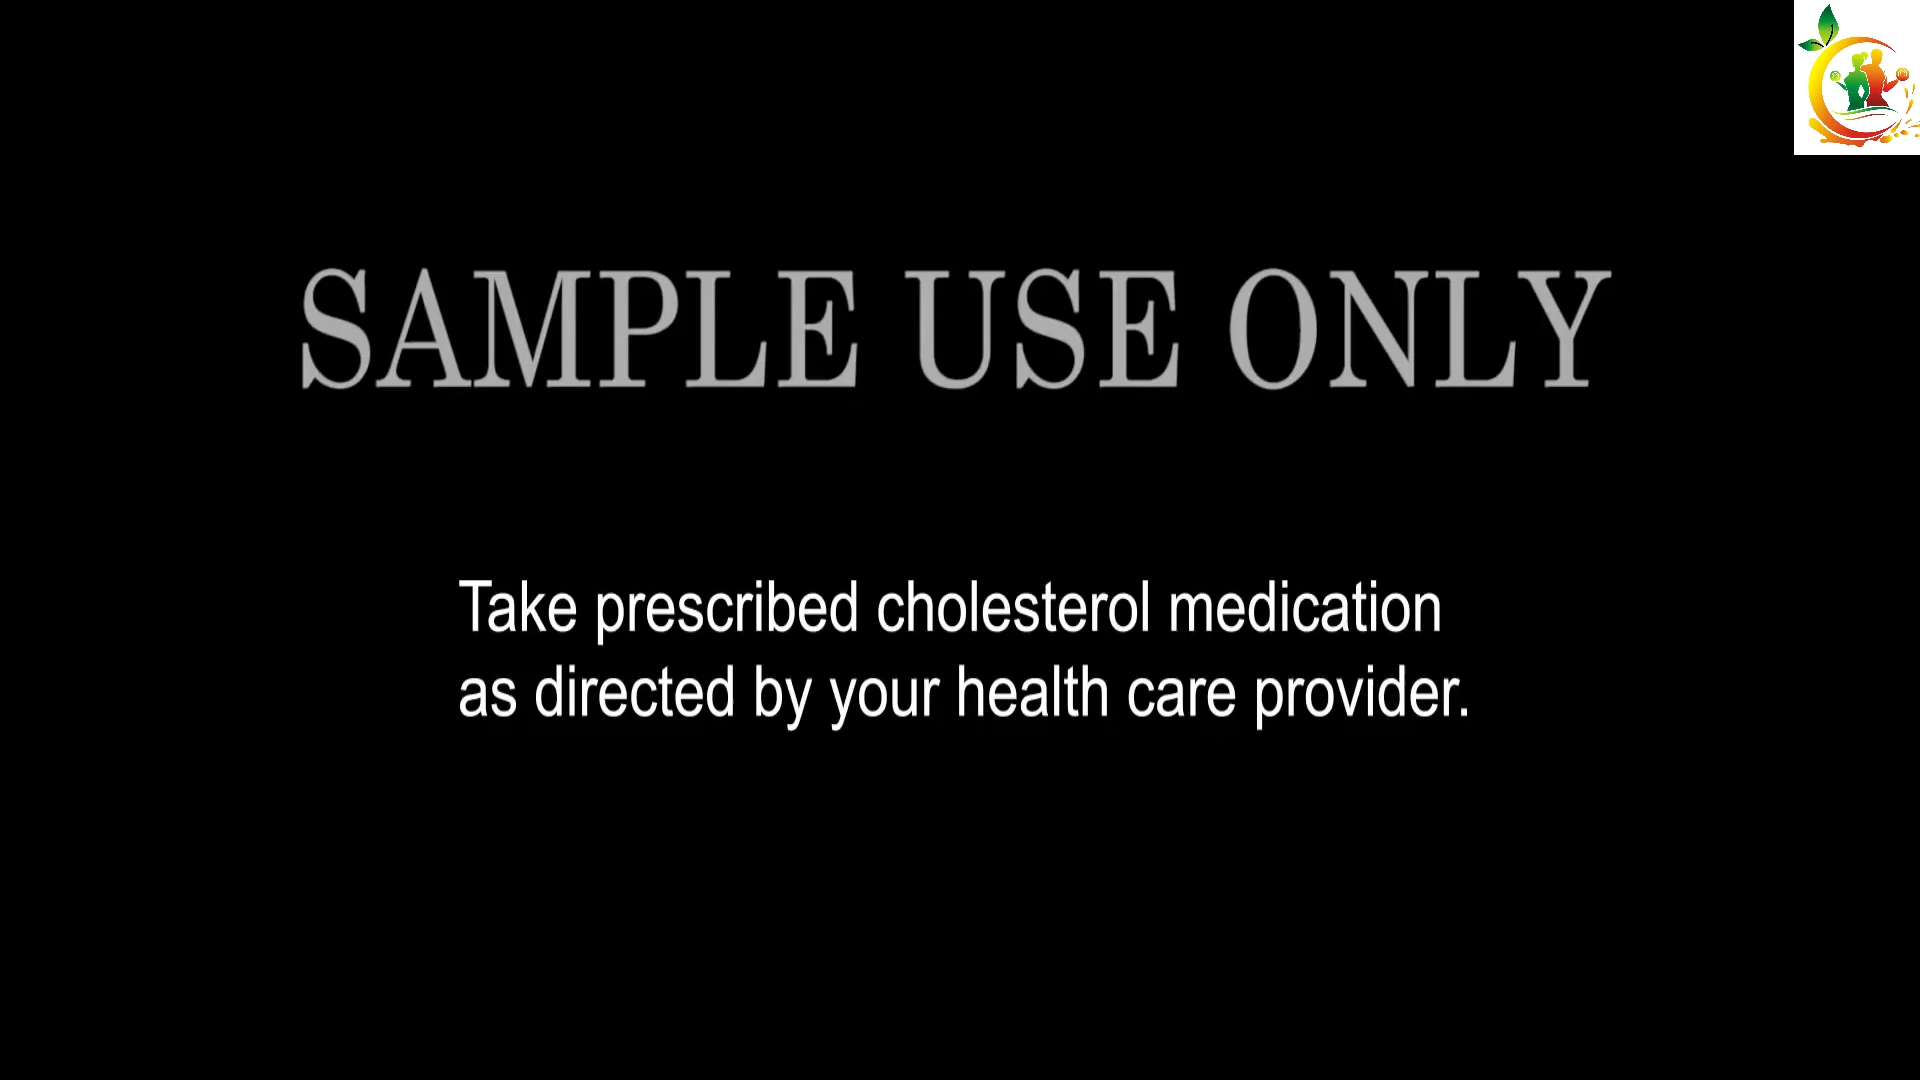 SAMPLE USE ONLY
Take prescribed cholesterol medication
as directed by your health care provider.